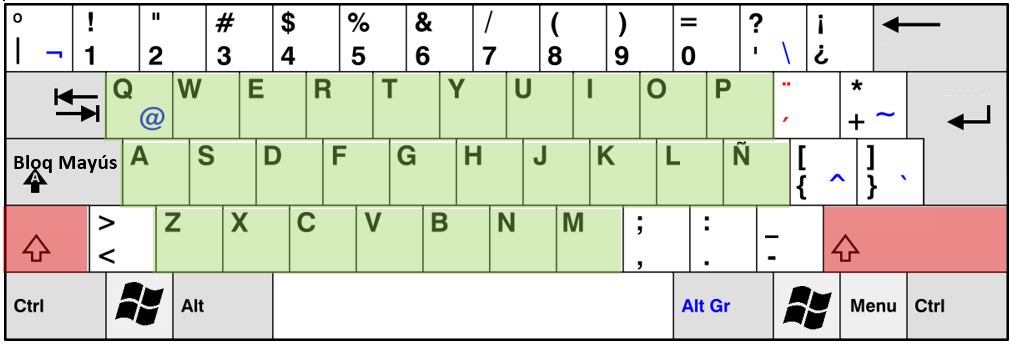 ° ! " # $ % & / ( ) = ? ¡
| ¬ 1 2 3 4 5 6 7 8 9 0 ' \ ¿
Q W E R T Y U I O P ¨ *
@ ´ + ~
Bloq Mayús A S D F G H J K L Ñ [ ]
A { ^ } `
> Z X C V B N M ; : _
< , . -
Ctrl Alt Alt Gr Menu Ctrl